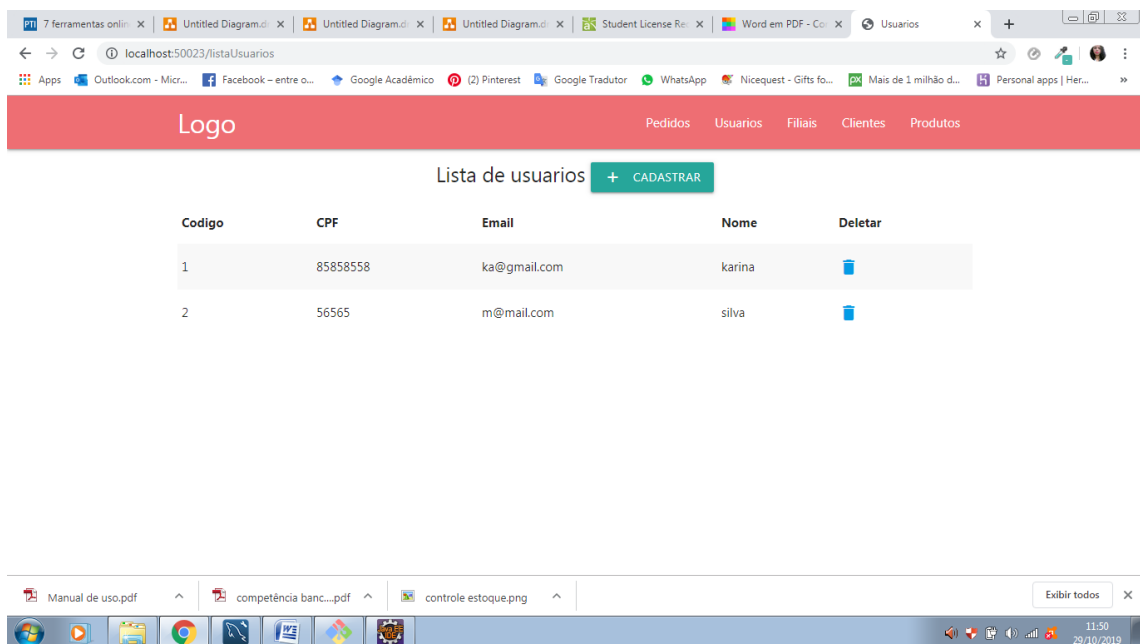 7 ferramentas onlin Untitled Diagram.d Untitled Diagram.d Untitled Diagram.d Student License Re Word em PDF - Co Usuarios
localhost:50023/listaUsuarios
Apps Outlook.com - Micr... Facebook – entre o... Google Acadêmico (2) Pinterest Google Tradutor WhatsApp Nicequest - Gifts fo... Mais de 1 milhão d... Personal apps | Her... »
Logo Pedidos Usuarios Filiais Clientes Produtos
Lista de usuarios + CADASTRAR
Codigo CPF Email Nome Deletar
1 85858558 ka@gmail.com karina
2 56565 m@mail.com silva
Manual de uso.pdf competência banc....pdf controle estoque.png Exibir todos
11:50
29/10/2019